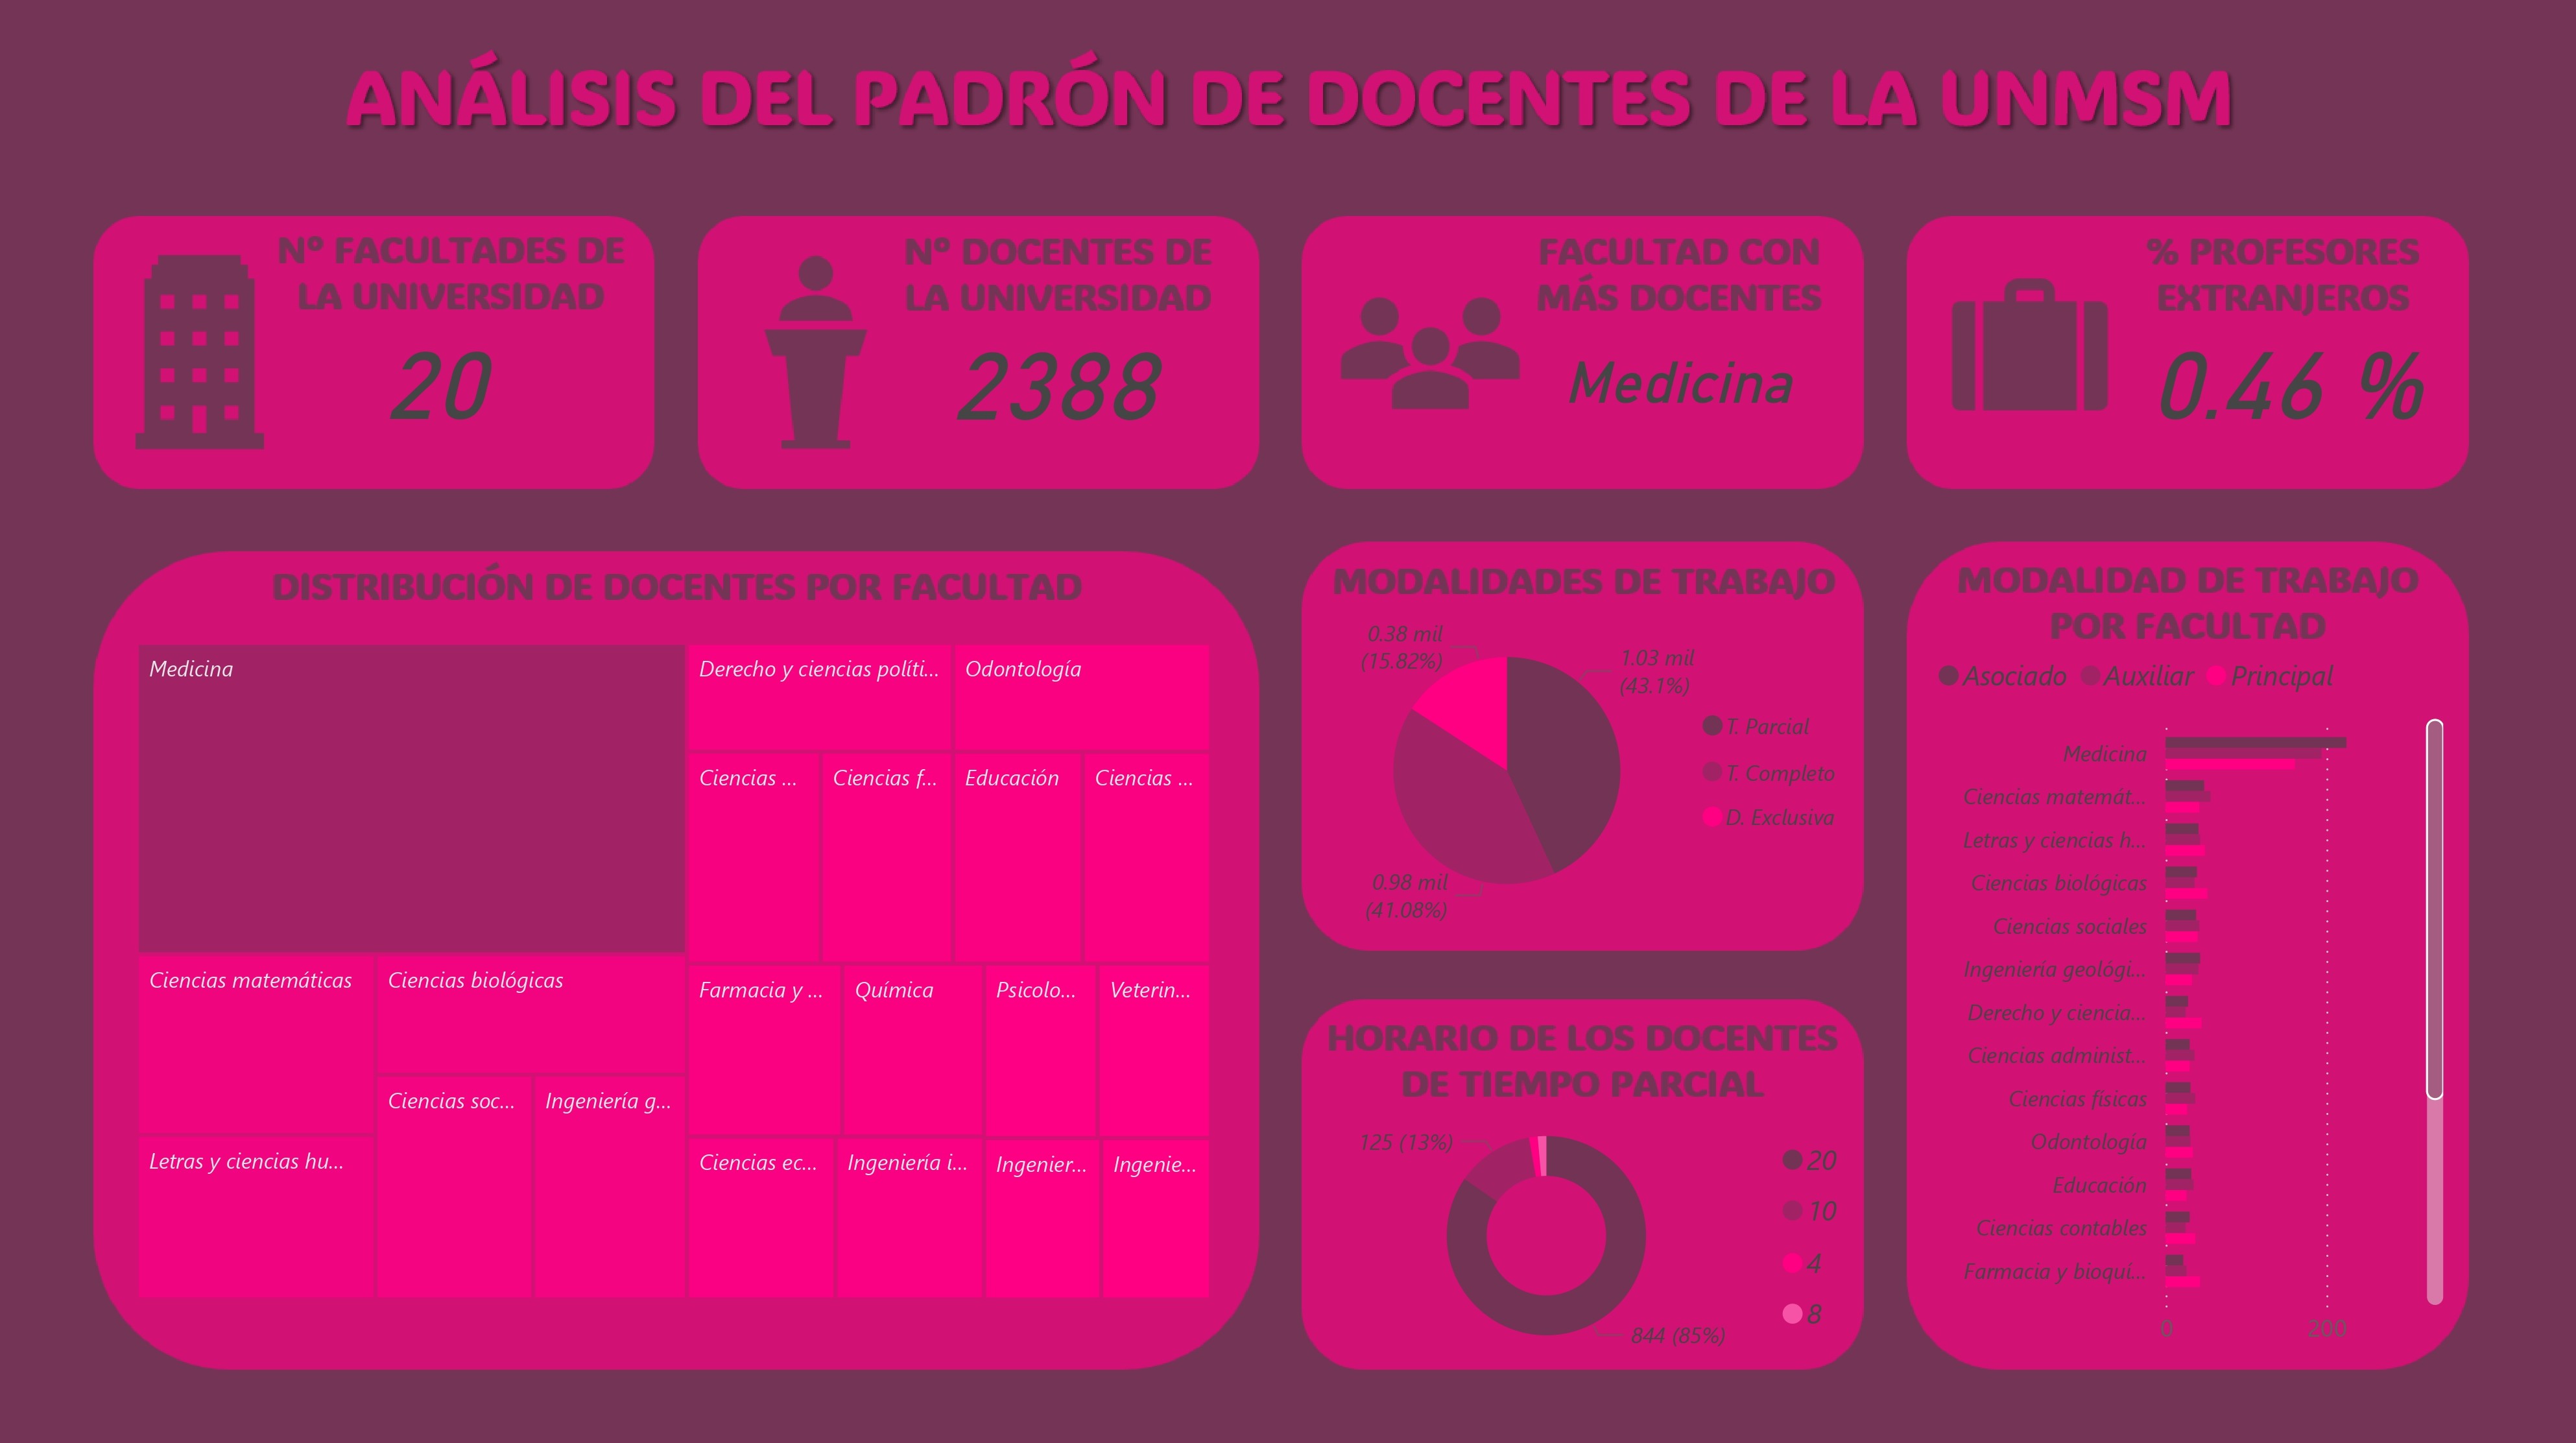 ANÁLISIS DEL PADRÓN DE DOCENTES DE LA UNMSM
Nº FACULTADES DE
LA UNIVERSIDAD
20
Nº DOCENTES DE
LA UNIVERSIDAD
2388
FACULTAD CON
MÁS DOCENTES
Medicina
% PROFESORES
EXTRANJEROS
0.46 %
DISTRIBUCIÓN DE DOCENTES POR FACULTAD
Medicina
Ciencias matemáticas
Letras y ciencias hu...
Ciencias biológicas
Ciencias soc...
Ingeniería g...
Derecho y ciencias políti...
Odontología
Ciencias ...
Ciencias f...
Educación
Ciencias ...
Farmacia y ...
Química
Psicolo...
Veterin...
Ciencias ec...
Ingeniería i...
Ingenier...
Ingenie...
MODALIDADES DE TRABAJO
0.38 mil
(15.82%)
1.03 mil
(43.1%)
0.98 mil
(41.08%)
T. Parcial
T. Completo
D. Exclusiva
HORARIO DE LOS DOCENTES
DE TIEMPO PARCIAL
125 (13%)
844 (85%)
20
10
4
8
MODALIDAD DE TRABAJO
POR FACULTAD
Asociado Auxiliar Principal
Medicina
Ciencias matemát...
Letras y ciencias h...
Ciencias biológicas
Ciencias sociales
Ingeniería geológi...
Derecho y ciencia...
Ciencias administ...
Ciencias físicas
Odontología
Educación
Ciencias contables
Farmacia y bioquí...
0 200